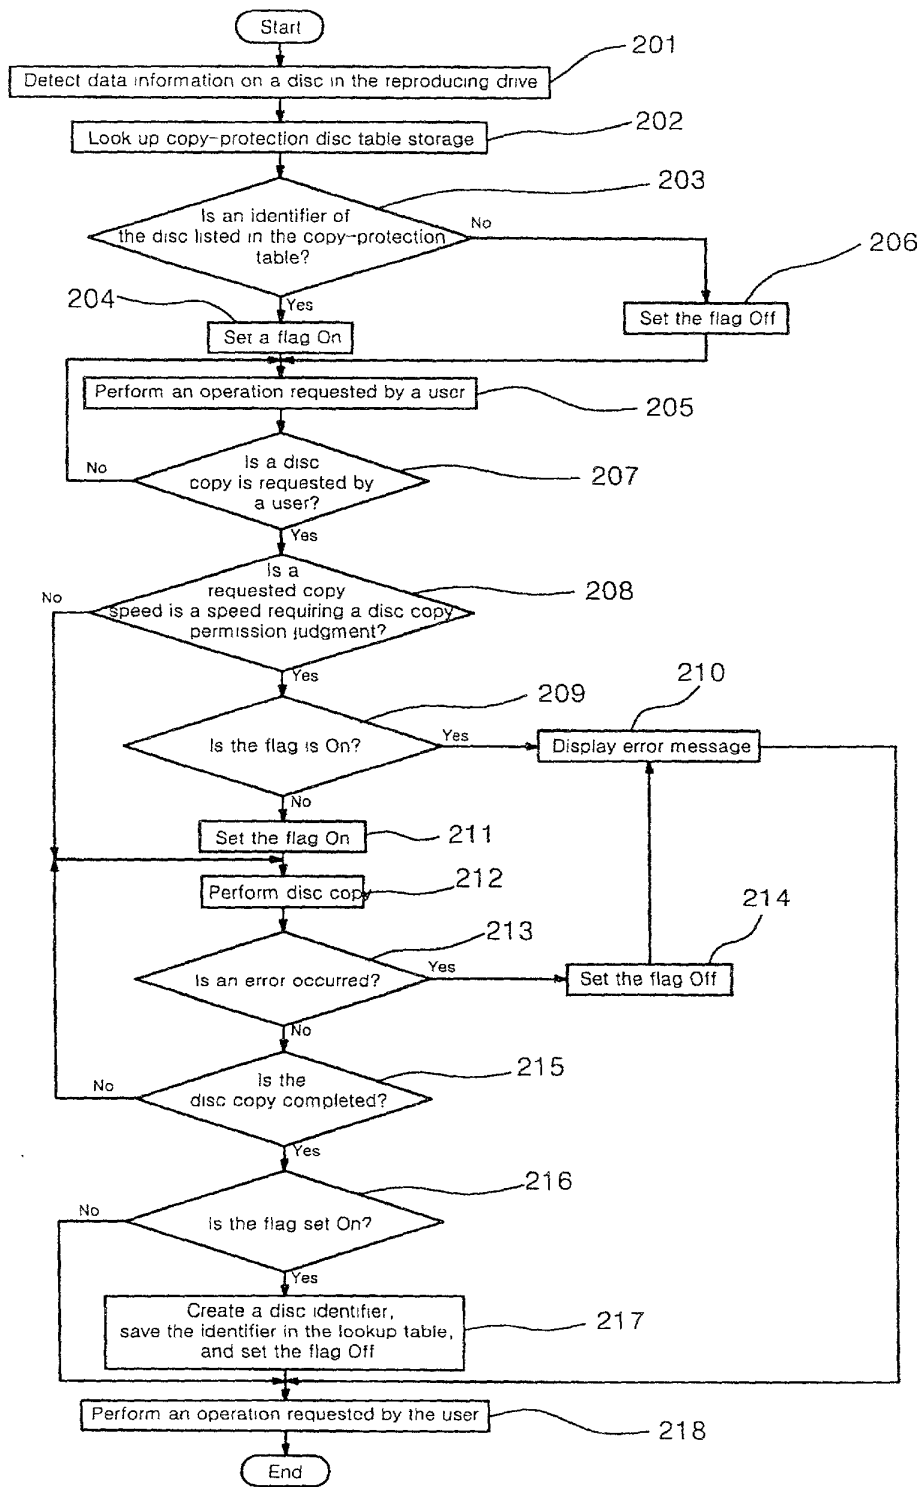 Start
201
Detect data information on a disc in the reproducing drive
202
Look up copy-protection disc table storage
203
Is an identifier of
the disc listed in the copy-protection
table?
No
206
204
Yes
Set a flag On
Set the flag Off
Perform an operation requested by a user
205
Is a disc
copy is requested by
a user?
No
207
Yes
Is a
requested copy
speed is a speed requiring a disc copy
permission judgment?
No
208
Yes
209
210
Is the flag is On?
Yes
Display error message
No
Set the flag On
211
Perform disc copy
212
213
214
Is an error occurred?
Yes
Set the flag Off
No
215
Is the
disc copy completed?
No
Yes
216
Is the flag set On?
No
Yes
Create a disc identifier,
save the identifier in the lookup table,
and set the flag Off
217
Perform an operation requested by the user
218
End